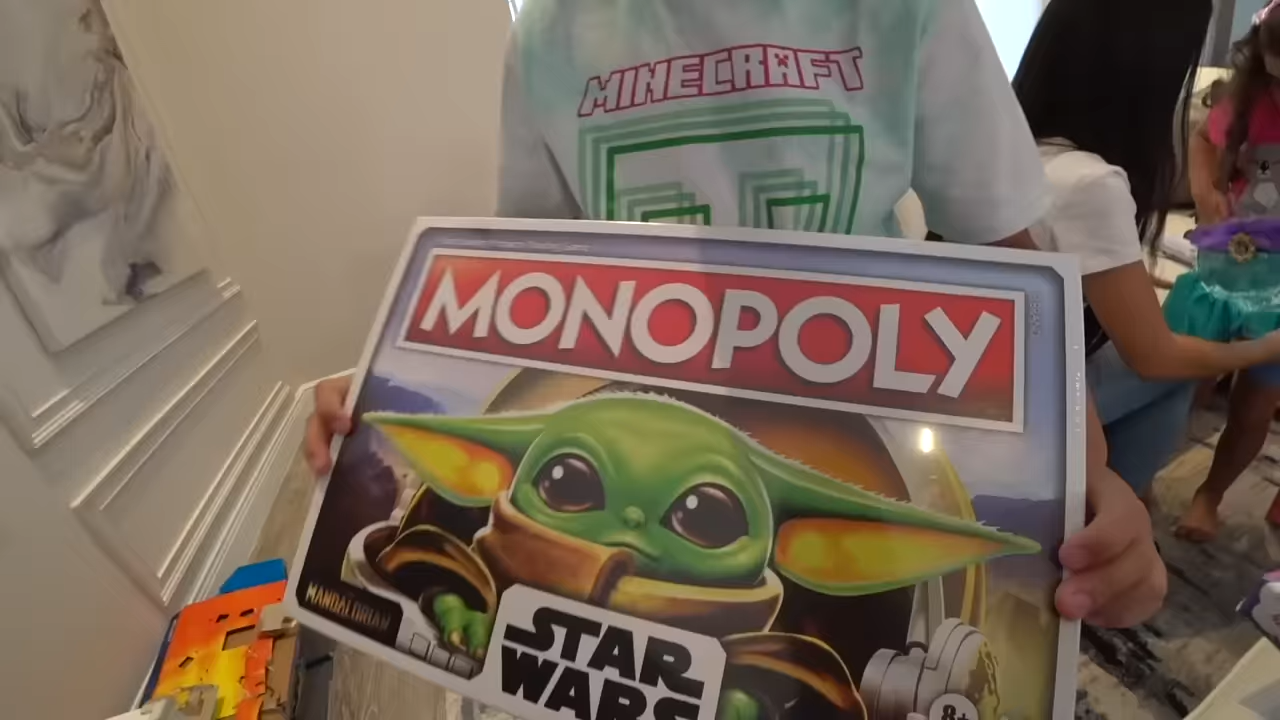 MINECRAFT
MONOPOLY
MANDALORIAN
STAR
WARS
8+